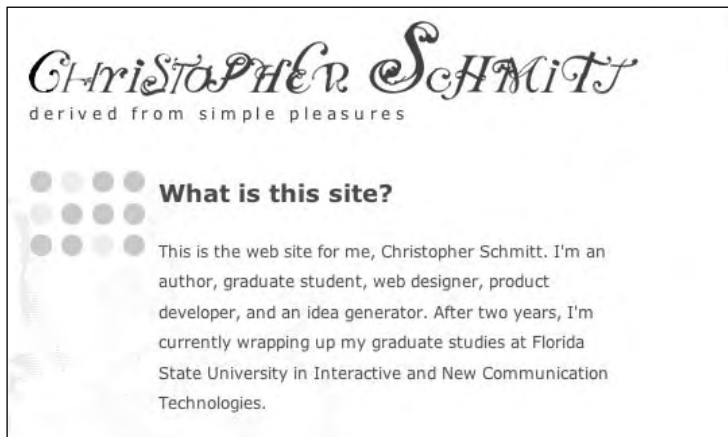 Christopher Schmitt
derived from simple pleasures
What is this site?
This is the web site for me, Christopher Schmitt. I'm an
author, graduate student, web designer, product
developer, and an idea generator. After two years, I'm
currently wrapping up my graduate studies at Florida
State University in Interactive and New Communication
Technologies.